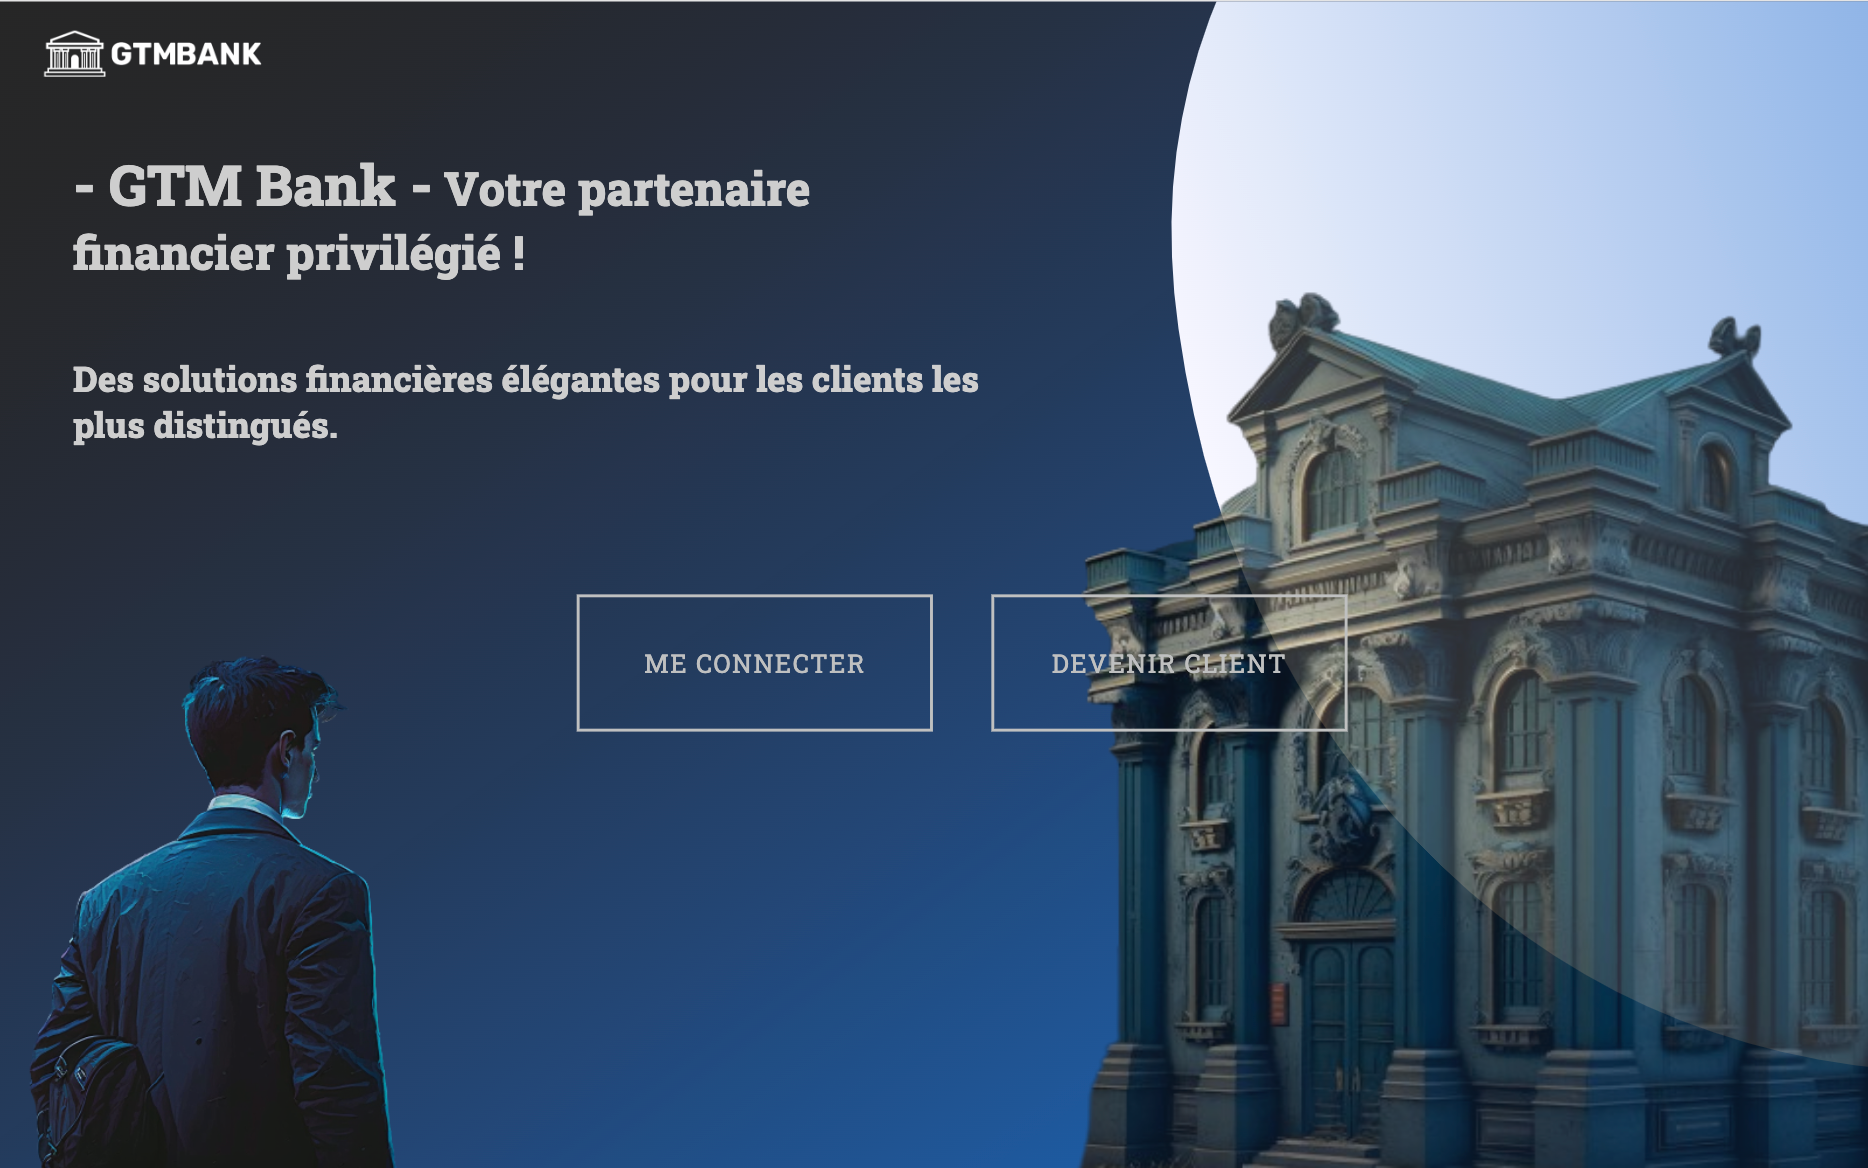 GTMBANK
- GTM Bank - Votre partenaire
financier privilégié !
Des solutions financières élégantes pour les clients les
plus distingués.
ME CONNECTER
DEVENIR CLIENT